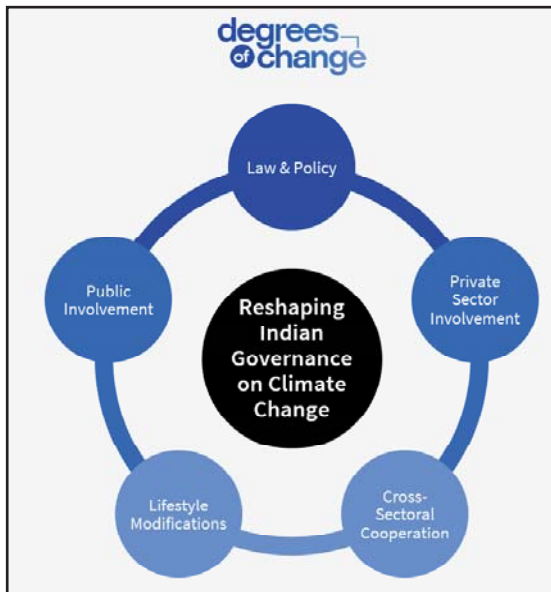 degrees
of change
Law & Policy
Public
Involvement
Private
Sector
Involvement
Reshaping
Indian
Governance
on Climate
Change
Lifestyle
Modifications
Cross-
Sectoral
Cooperation